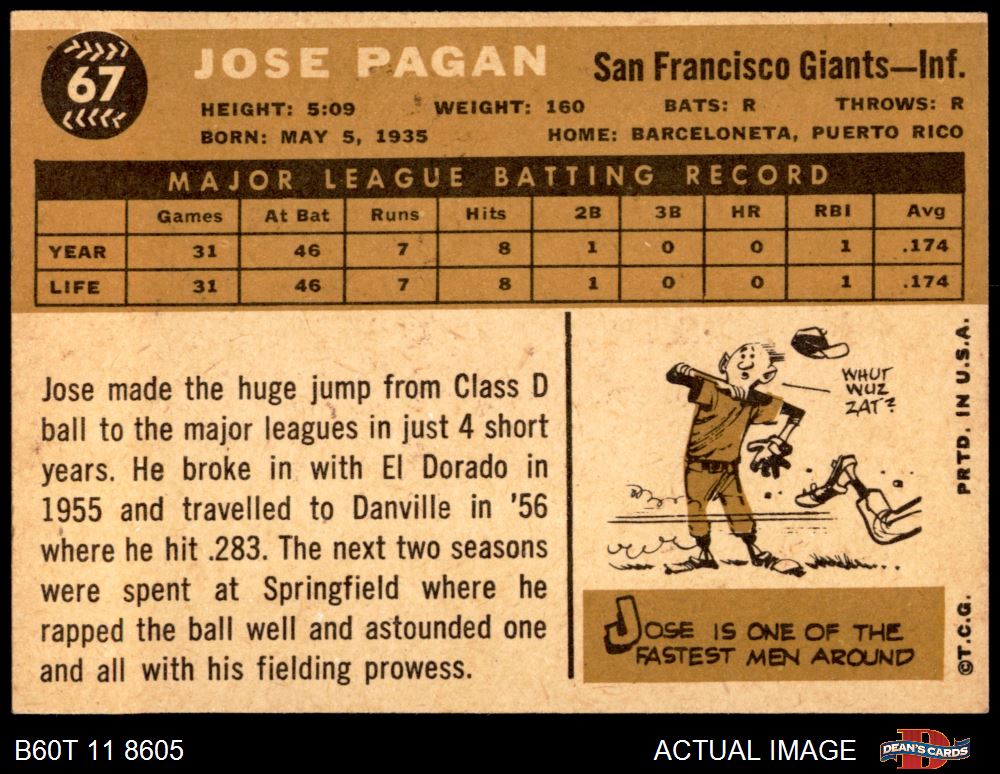 67
JOSE PAGAN
San Francisco Giants—Inf.
HEIGHT: 5:09 WEIGHT: 160 BATS: R THROWS: R
BORN: MAY 5, 1935 HOME: BARCELONETA, PUERTO RICO
MAJOR LEAGUE BATTING RECORD
Games At Bat Runs Hits 2B 3B HR RBI Avg
YEAR 31 46 7 8 1 0 0 1 .174
LIFE 31 46 7 8 1 0 0 1 .174
Jose made the huge jump from Class D
ball to the major leagues in just 4 short
years. He broke in with El Dorado in
1955 and travelled to Danville in '56
where he hit .283. The next two seasons
were spent at Springfield where he
rapped the ball well and astounded one
and all with his fielding prowess.
WHUT
WUZ
ZAT?
JOSE IS ONE OF THE
FASTEST MEN AROUND
©T.C.G. PRTD. IN U.S.A.
B60T 11 8605
ACTUAL IMAGE
DEAN'S CARDS